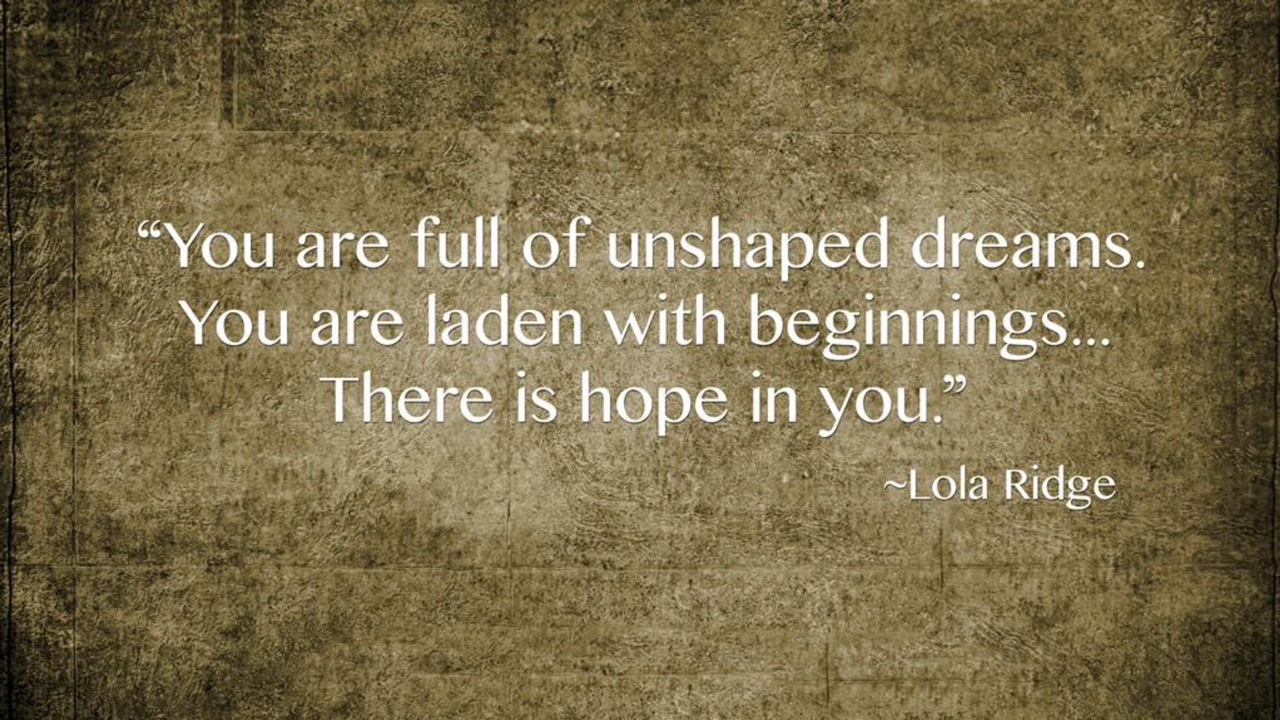 “You are full of unshaped dreams.
You are laden with beginnings...
There is hope in you.”
~Lola Ridge